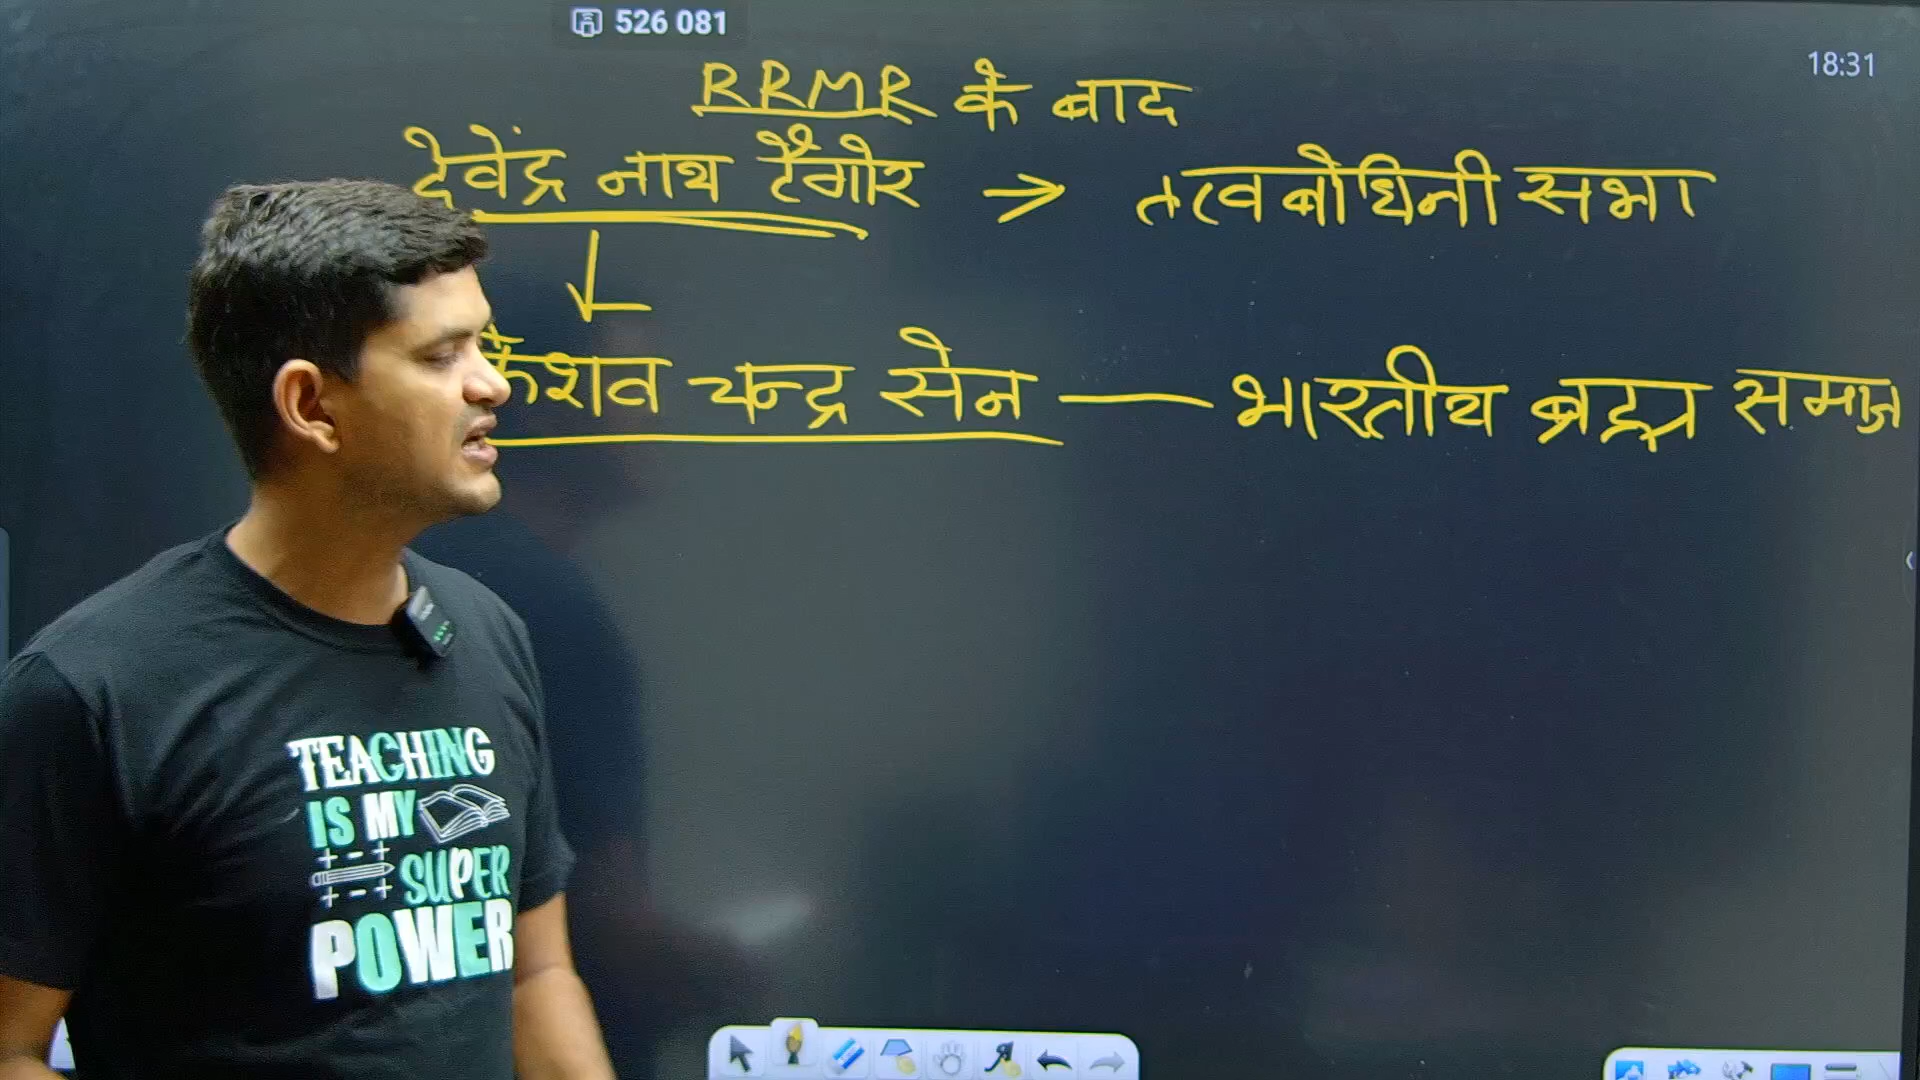 526 081
18:31
RRMR के बाद
देवेंद्र नाथ टैगोर → तत्वबोधिनी सभा
केशव चन्द्र सेन — भारतीय ब्रह्म समाज
TEACHING
IS MY
SUPER
POWER